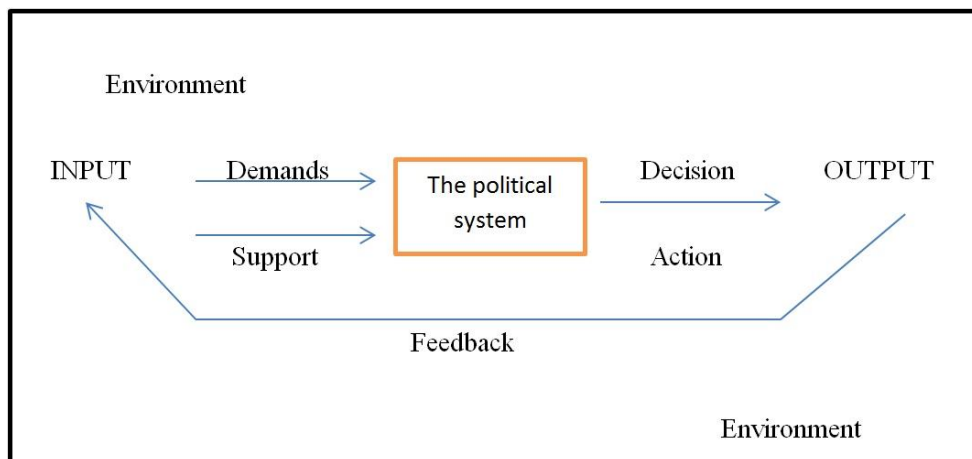 Environment
INPUT
Demands
The political
system
Decision
OUTPUT
Support
Action
Feedback
Environment